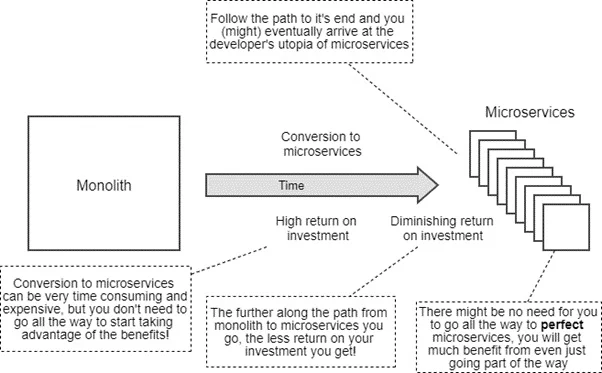 Follow the path to it's end and you
(might) eventually arrive at the
developer's utopia of microservices
Microservices
Conversion to
microservices
Monolith
Time
High return on
investment
Diminishing return
on investment
Conversion to microservices
can be very time consuming and
expensive, but you don't need to
go all the way to start taking
advantage of the benefits!
The further along the path from
monolith to microservices you
go, the less return on your
investment you get!
There might be no need for you
to go all the way to perfect
microservices, you will get
much benefit from even just
going part of the way